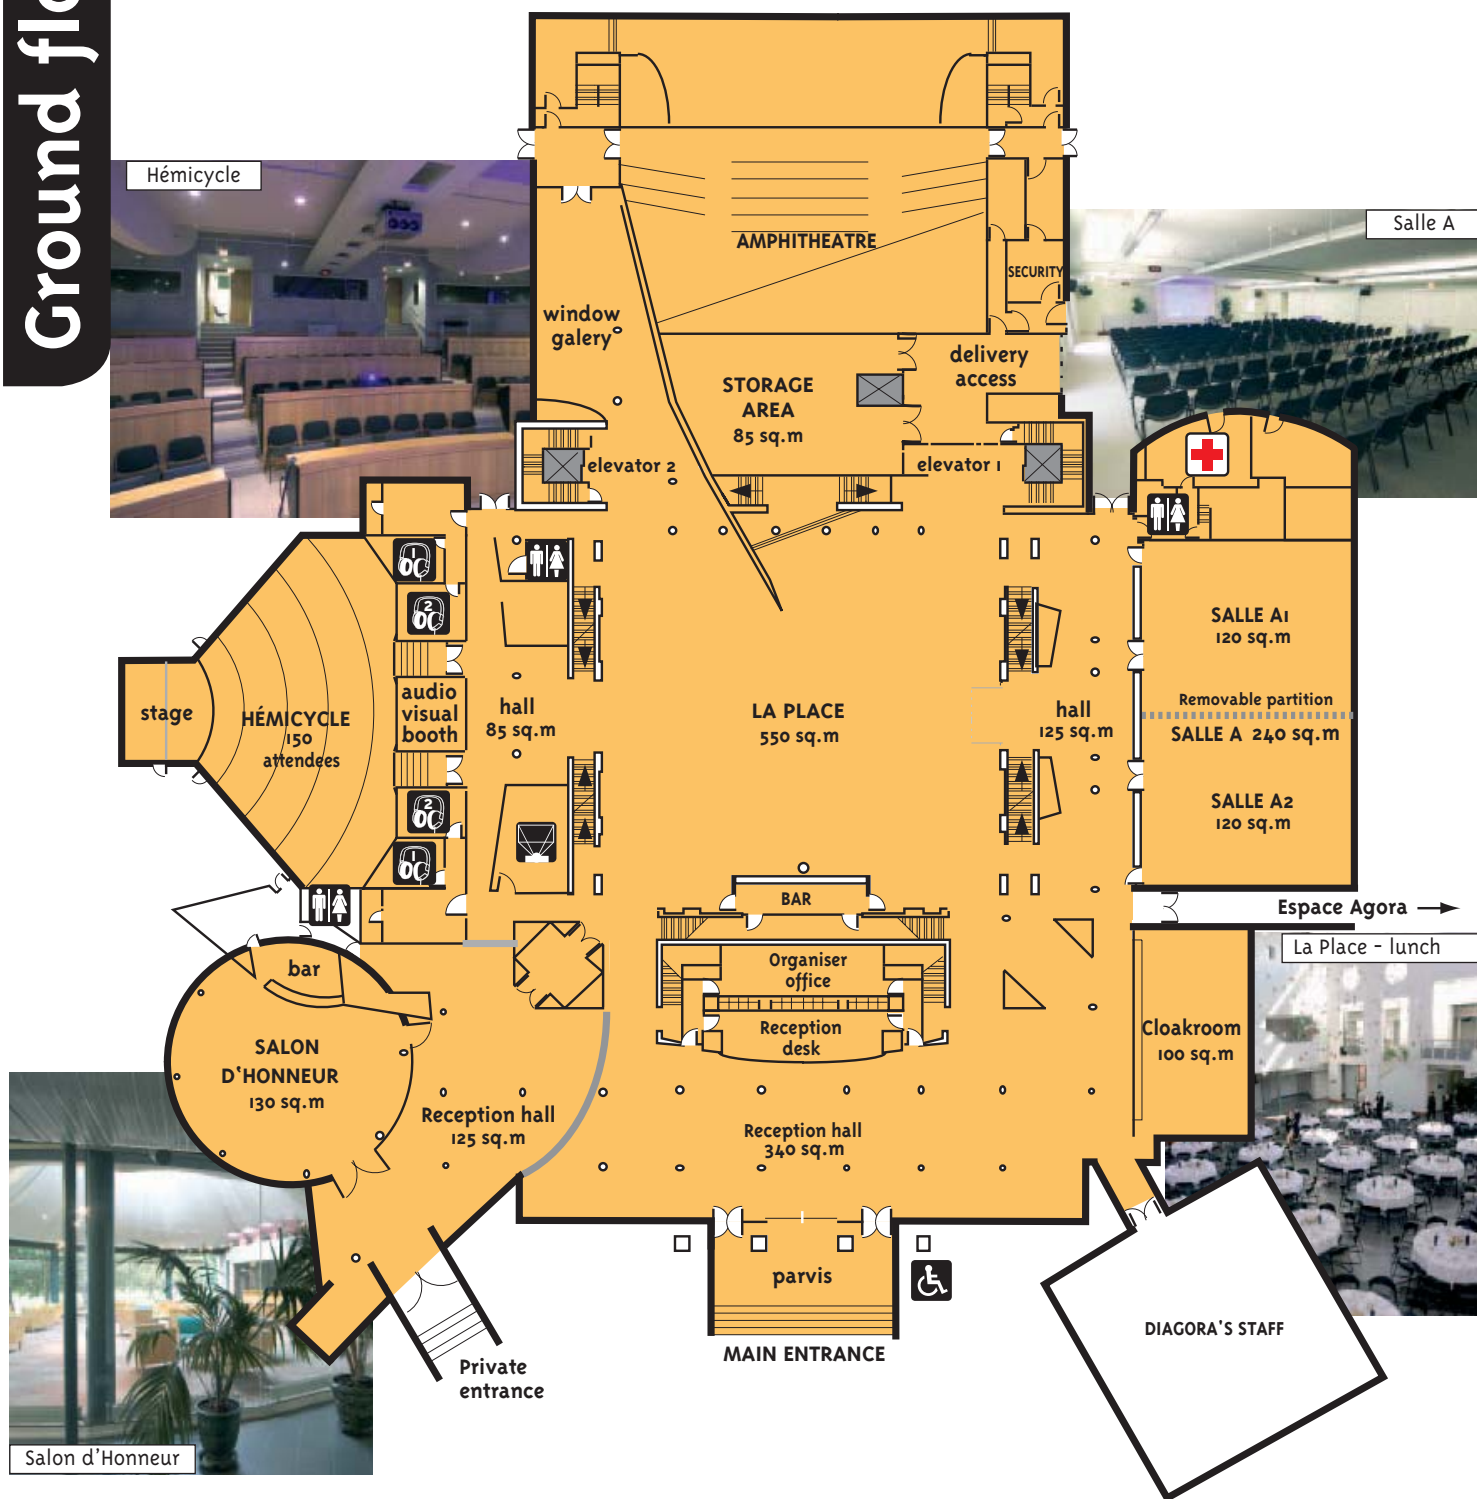 Ground flo
Hémicycle
Salle A
AMPHITHEATRE
SECURITY
window
galery
delivery
access
STORAGE
AREA
85 sq.m
elevator 2
elevator 1
1
2
stage
HÉMICYCLE
150
attendees
audio
visual
booth
hall
85 sq.m
LA PLACE
550 sq.m
hall
125 sq.m
SALLE A1
120 sq.m
Removable partition
SALLE A 240 sq.m
SALLE A2
120 sq.m
2
1
BAR
Espace Agora
La Place - lunch
bar
Organiser
office
Reception
desk
Cloakroom
100 sq.m
SALON
D'HONNEUR
130 sq.m
Reception hall
125 sq.m
Reception hall
340 sq.m
parvis
MAIN ENTRANCE
Private
entrance
DIAGORA'S STAFF
Salon d'Honneur